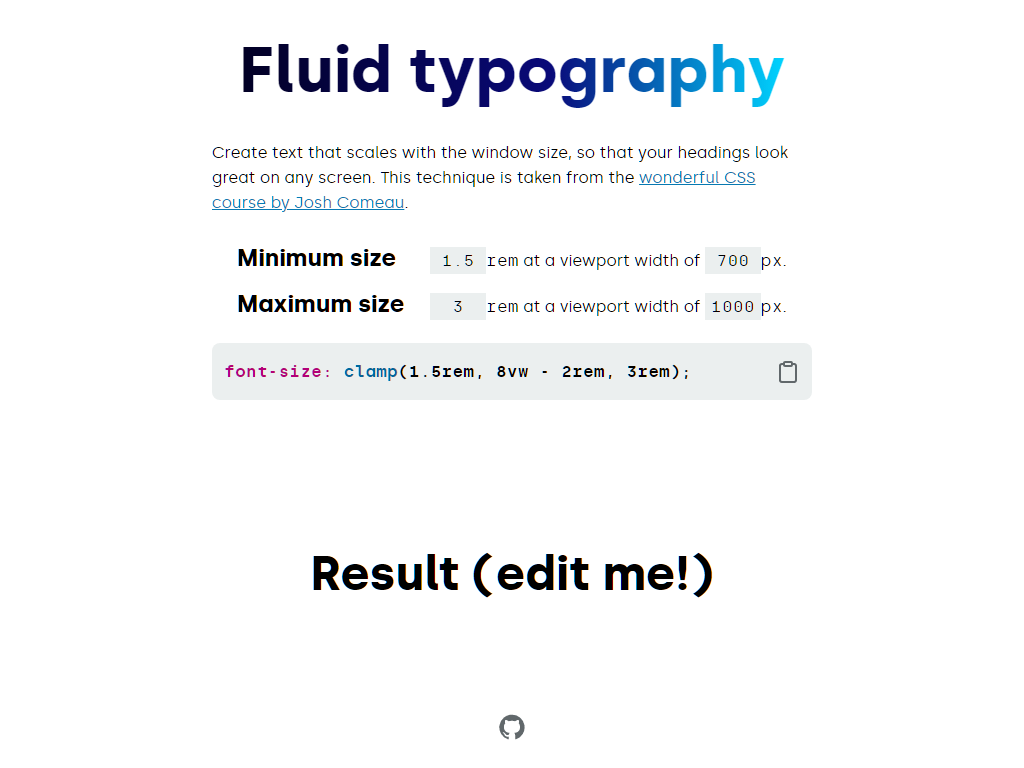 Fluid typography
Create text that scales with the window size, so that your headings look
great on any screen. This technique is taken from the wonderful CSS
course by Josh Comeau.
Minimum size 1.5 rem at a viewport width of 700 px.
Maximum size 3 rem at a viewport width of 1000 px.
font-size: clamp(1.5rem, 8vw - 2rem, 3rem);
Result (edit me!)